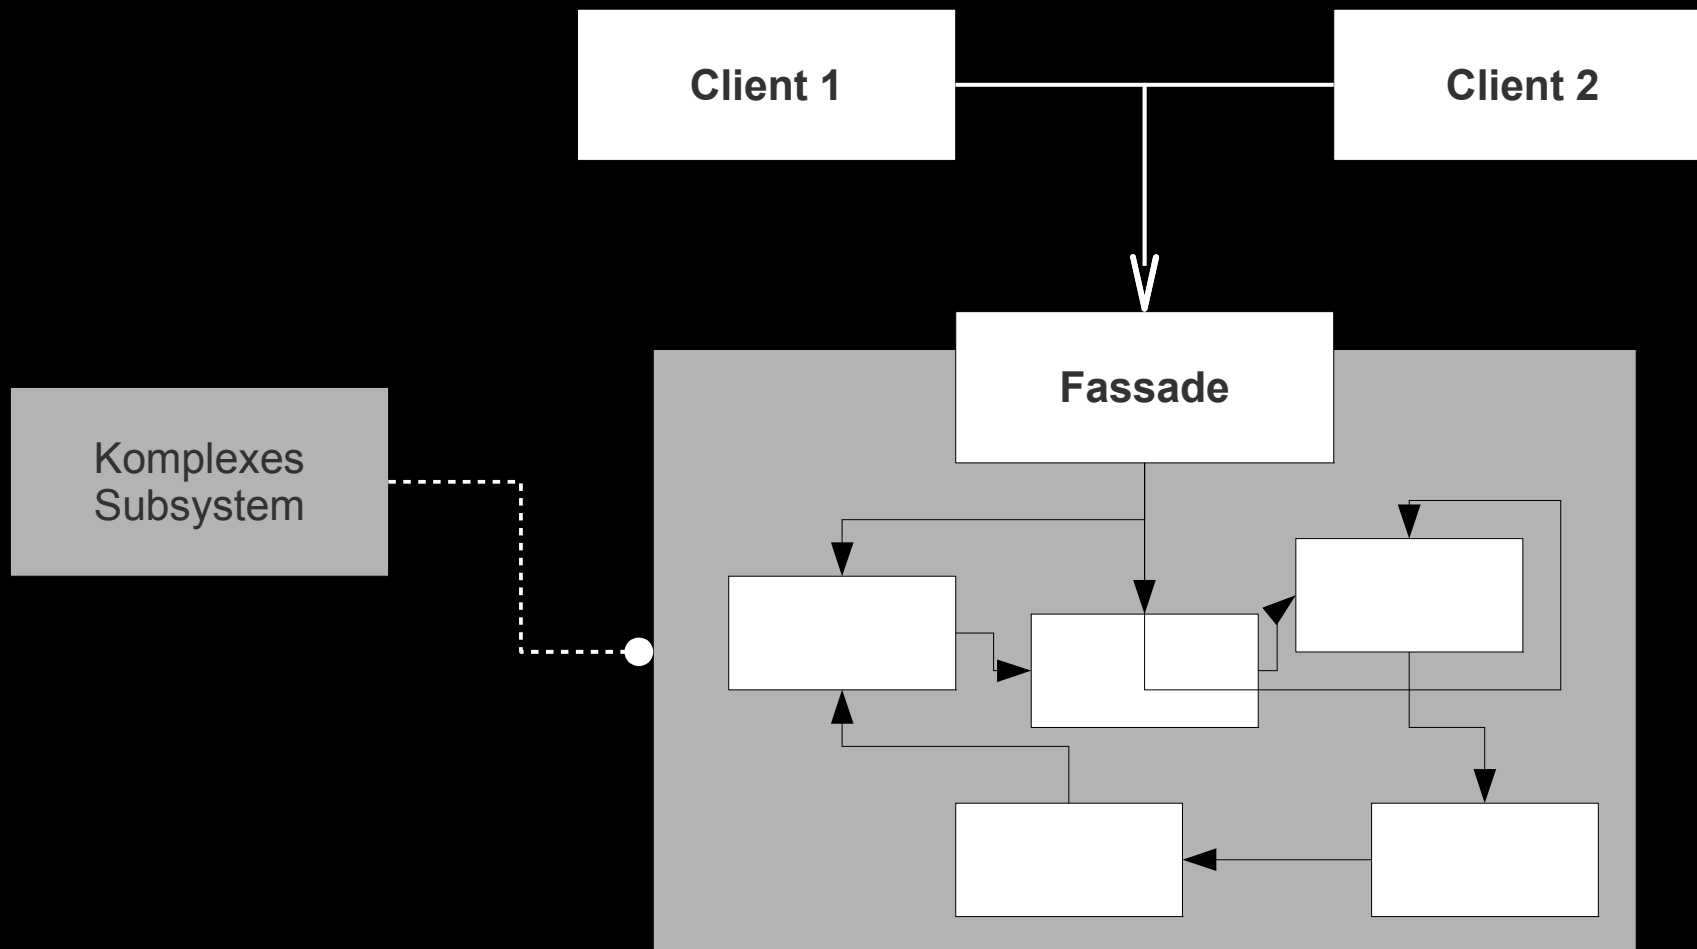 Client 1
Client 2
Fassade
Komplexes
Subsystem